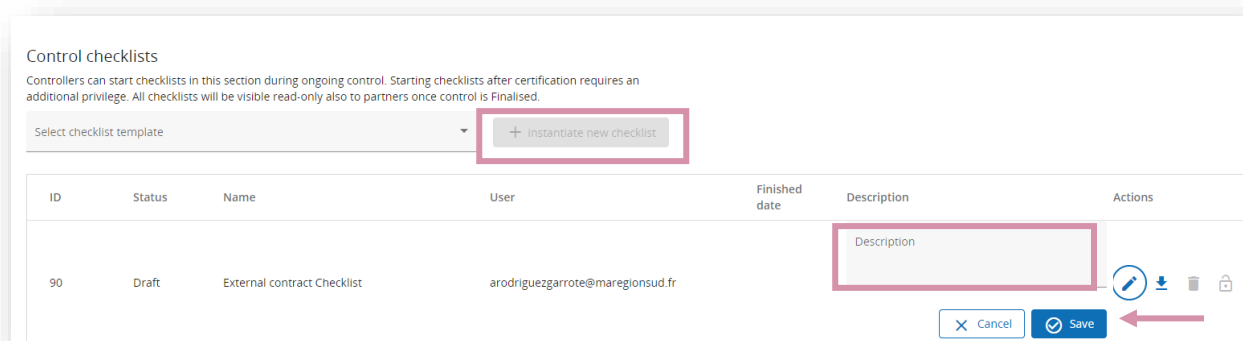 Control checklists
Controllers can start checklists in this section during ongoing control. Starting checklists after certification requires an
additional privilege. All checklists will be visible read-only also to partners once control is Finalised.
Select checklist template
+ Instantiate new checklist
ID Status Name User Finished date Description Actions
Description
90 Draft External contract Checklist arodriguezgarrote@maregionsud.fr
Cancel Save